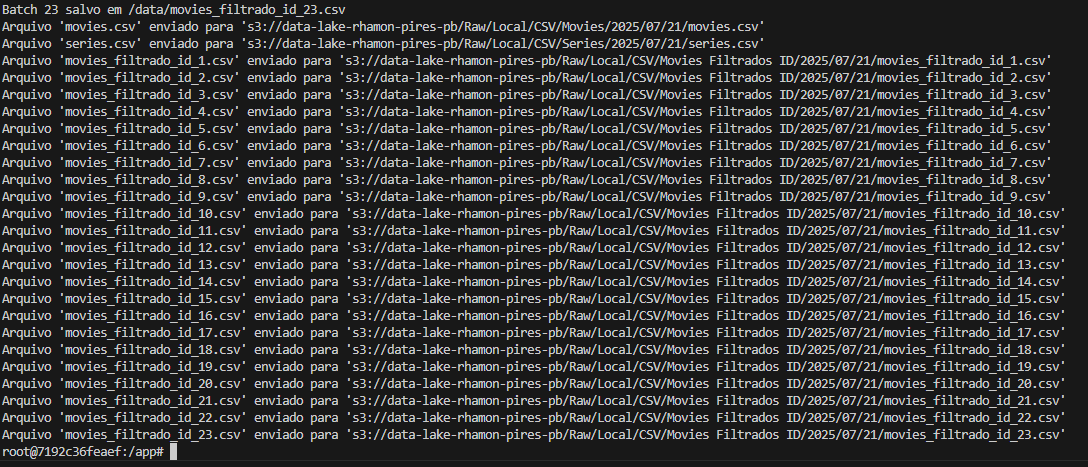 Batch 23 salvo em /data/movies_filtrado_id_23.csv
Arquivo 'movies.csv' enviado para 's3://data-lake-rhamon-pires-pb/Raw/Local/CSV/Movies/2025/07/21/movies.csv'
Arquivo 'series.csv' enviado para 's3://data-lake-rhamon-pires-pb/Raw/Local/CSV/Series/2025/07/21/series.csv'
Arquivo 'movies_filtrado_id_1.csv' enviado para 's3://data-lake-rhamon-pires-pb/Raw/Local/CSV/Movies Filtrados ID/2025/07/21/movies_filtrado_id_1.csv'
Arquivo 'movies_filtrado_id_2.csv' enviado para 's3://data-lake-rhamon-pires-pb/Raw/Local/CSV/Movies Filtrados ID/2025/07/21/movies_filtrado_id_2.csv'
Arquivo 'movies_filtrado_id_3.csv' enviado para 's3://data-lake-rhamon-pires-pb/Raw/Local/CSV/Movies Filtrados ID/2025/07/21/movies_filtrado_id_3.csv'
Arquivo 'movies_filtrado_id_4.csv' enviado para 's3://data-lake-rhamon-pires-pb/Raw/Local/CSV/Movies Filtrados ID/2025/07/21/movies_filtrado_id_4.csv'
Arquivo 'movies_filtrado_id_5.csv' enviado para 's3://data-lake-rhamon-pires-pb/Raw/Local/CSV/Movies Filtrados ID/2025/07/21/movies_filtrado_id_5.csv'
Arquivo 'movies_filtrado_id_6.csv' enviado para 's3://data-lake-rhamon-pires-pb/Raw/Local/CSV/Movies Filtrados ID/2025/07/21/movies_filtrado_id_6.csv'
Arquivo 'movies_filtrado_id_7.csv' enviado para 's3://data-lake-rhamon-pires-pb/Raw/Local/CSV/Movies Filtrados ID/2025/07/21/movies_filtrado_id_7.csv'
Arquivo 'movies_filtrado_id_8.csv' enviado para 's3://data-lake-rhamon-pires-pb/Raw/Local/CSV/Movies Filtrados ID/2025/07/21/movies_filtrado_id_8.csv'
Arquivo 'movies_filtrado_id_9.csv' enviado para 's3://data-lake-rhamon-pires-pb/Raw/Local/CSV/Movies Filtrados ID/2025/07/21/movies_filtrado_id_9.csv'
Arquivo 'movies_filtrado_id_10.csv' enviado para 's3://data-lake-rhamon-pires-pb/Raw/Local/CSV/Movies Filtrados ID/2025/07/21/movies_filtrado_id_10.csv'
Arquivo 'movies_filtrado_id_11.csv' enviado para 's3://data-lake-rhamon-pires-pb/Raw/Local/CSV/Movies Filtrados ID/2025/07/21/movies_filtrado_id_11.csv'
Arquivo 'movies_filtrado_id_12.csv' enviado para 's3://data-lake-rhamon-pires-pb/Raw/Local/CSV/Movies Filtrados ID/2025/07/21/movies_filtrado_id_12.csv'
Arquivo 'movies_filtrado_id_13.csv' enviado para 's3://data-lake-rhamon-pires-pb/Raw/Local/CSV/Movies Filtrados ID/2025/07/21/movies_filtrado_id_13.csv'
Arquivo 'movies_filtrado_id_14.csv' enviado para 's3://data-lake-rhamon-pires-pb/Raw/Local/CSV/Movies Filtrados ID/2025/07/21/movies_filtrado_id_14.csv'
Arquivo 'movies_filtrado_id_15.csv' enviado para 's3://data-lake-rhamon-pires-pb/Raw/Local/CSV/Movies Filtrados ID/2025/07/21/movies_filtrado_id_15.csv'
Arquivo 'movies_filtrado_id_16.csv' enviado para 's3://data-lake-rhamon-pires-pb/Raw/Local/CSV/Movies Filtrados ID/2025/07/21/movies_filtrado_id_16.csv'
Arquivo 'movies_filtrado_id_17.csv' enviado para 's3://data-lake-rhamon-pires-pb/Raw/Local/CSV/Movies Filtrados ID/2025/07/21/movies_filtrado_id_17.csv'
Arquivo 'movies_filtrado_id_18.csv' enviado para 's3://data-lake-rhamon-pires-pb/Raw/Local/CSV/Movies Filtrados ID/2025/07/21/movies_filtrado_id_18.csv'
Arquivo 'movies_filtrado_id_19.csv' enviado para 's3://data-lake-rhamon-pires-pb/Raw/Local/CSV/Movies Filtrados ID/2025/07/21/movies_filtrado_id_19.csv'
Arquivo 'movies_filtrado_id_20.csv' enviado para 's3://data-lake-rhamon-pires-pb/Raw/Local/CSV/Movies Filtrados ID/2025/07/21/movies_filtrado_id_20.csv'
Arquivo 'movies_filtrado_id_21.csv' enviado para 's3://data-lake-rhamon-pires-pb/Raw/Local/CSV/Movies Filtrados ID/2025/07/21/movies_filtrado_id_21.csv'
Arquivo 'movies_filtrado_id_22.csv' enviado para 's3://data-lake-rhamon-pires-pb/Raw/Local/CSV/Movies Filtrados ID/2025/07/21/movies_filtrado_id_22.csv'
Arquivo 'movies_filtrado_id_23.csv' enviado para 's3://data-lake-rhamon-pires-pb/Raw/Local/CSV/Movies Filtrados ID/2025/07/21/movies_filtrado_id_23.csv'
root@7192c36feaef:/app#